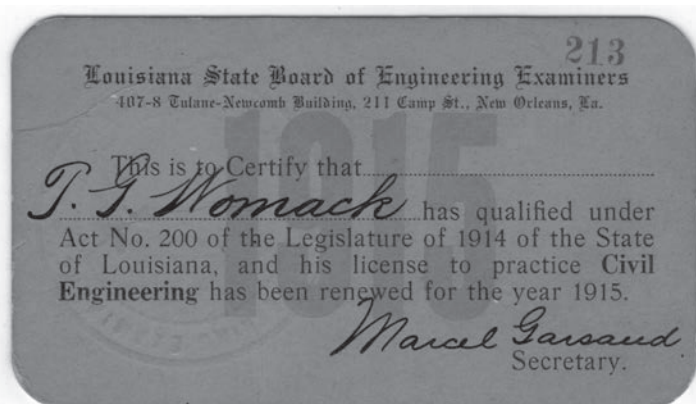 213
Louisiana State Board of Engineering Examiners
407-8 Tulane-Newcomb Building, 211 Camp St., New Orleans, La.
1915
This is to Certify that
T. G. Womack has qualified under
Act No. 200 of the Legislature of 1914 of the State
of Louisiana, and his license to practice Civil
Engineering has been renewed for the year 1915.
Marcel Garsaud
Secretary.